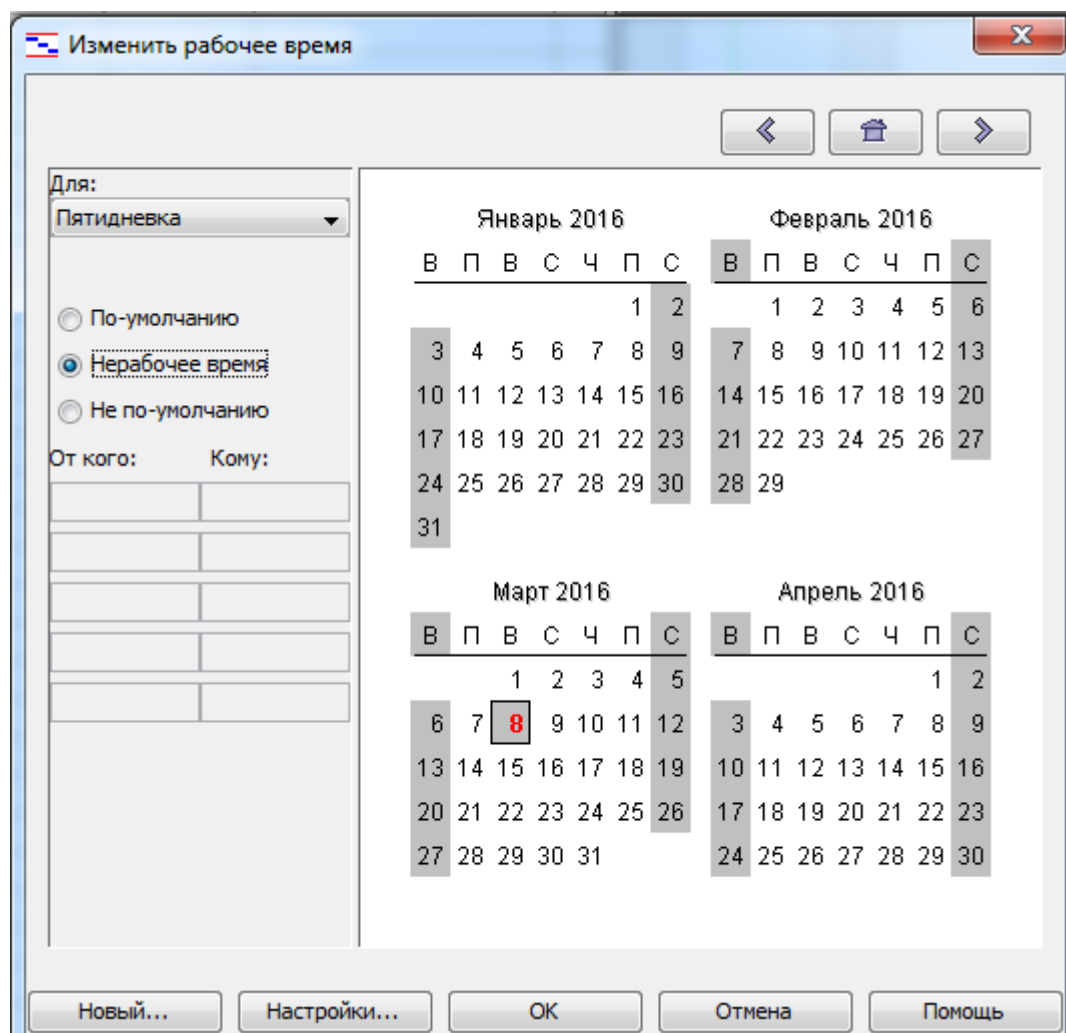 Изменить рабочее время
Для:
Пятидневка
По-умолчанию
Нерабочее время
Не по-умолчанию
От кого: Кому:
Январь 2016
В П В С Ч П С
1 2
3 4 5 6 7 8 9
10 11 12 13 14 15 16
17 18 19 20 21 22 23
24 25 26 27 28 29 30
31
Февраль 2016
В П В С Ч П С
1 2 3 4 5 6
7 8 9 10 11 12 13
14 15 16 17 18 19 20
21 22 23 24 25 26 27
28 29
Март 2016
В П В С Ч П С
1 2 3 4 5
6 7 8 9 10 11 12
13 14 15 16 17 18 19
20 21 22 23 24 25 26
27 28 29 30 31
Апрель 2016
В П В С Ч П С
1 2
3 4 5 6 7 8 9
10 11 12 13 14 15 16
17 18 19 20 21 22 23
24 25 26 27 28 29 30
Новый... Настройки... ОК Отмена Помощь